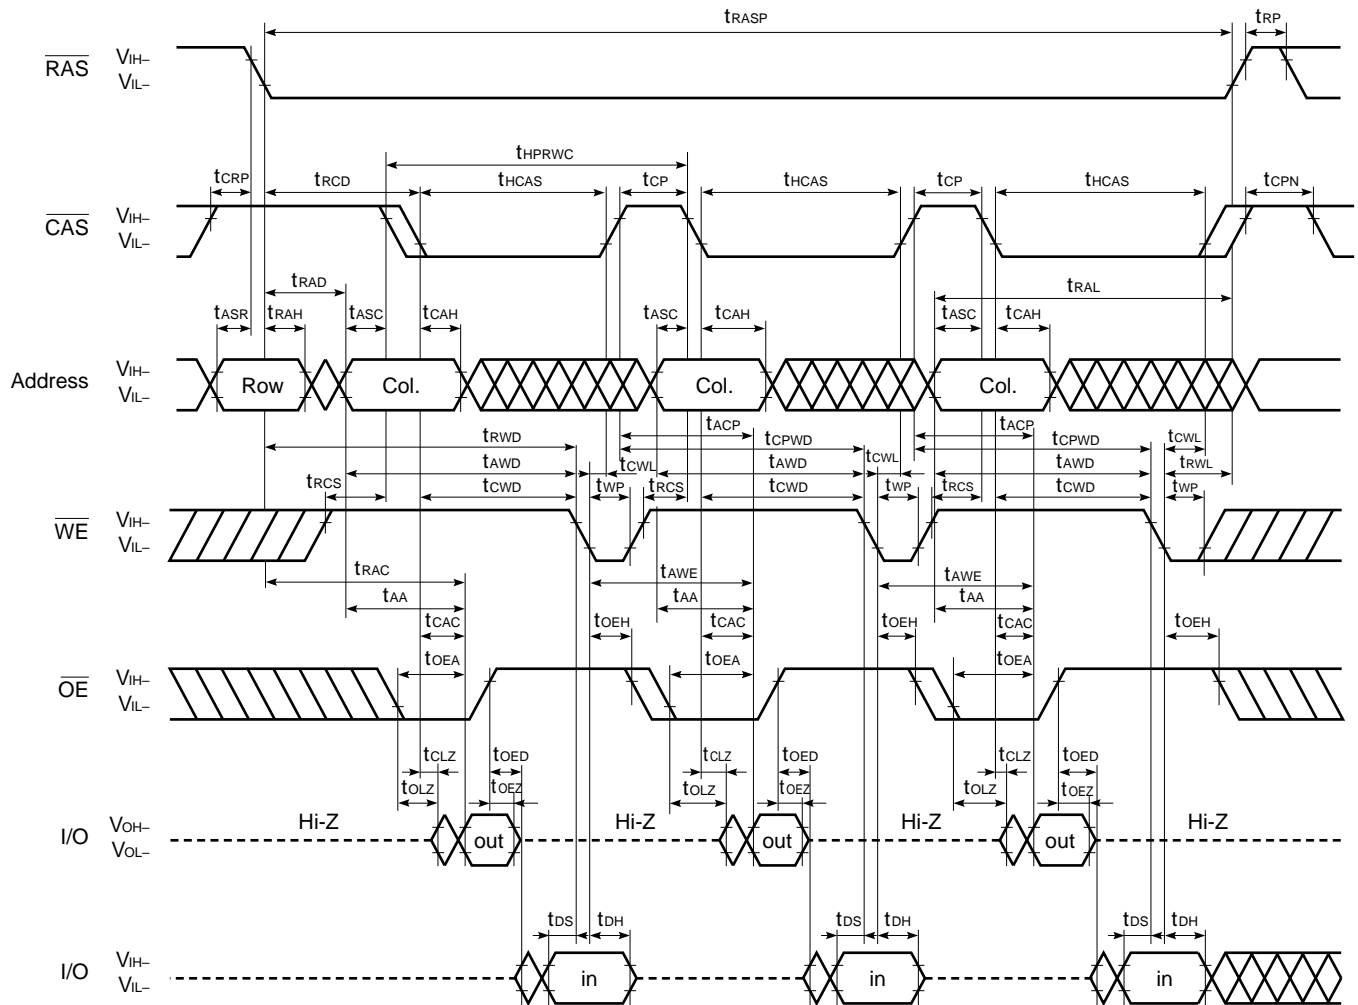 tRASP tRP
RAS VIH–
VIL–
tHPRWC
tCRP tRCD tHCAS tCP tHCAS tCP tHCAS tCPN
CAS VIH–
VIL–
tRAD tRAL
tASR tRAH tASC tCAH tASC tCAH tASC tCAH
Address VIH–
VIL–
Row Col. Col. Col.
tACP tACP
tRWD tCPWD tCPWD tCWL
tAWD tCWL tAWD tCWL tAWD tRWL
tRCS tCWD tWP tRCS tCWD tWP tRCS tCWD tWP
WE VIH–
VIL–
tRAC tAWE tAWE
tAA tAA tAA
tCAC tOEH tCAC tOEH tCAC tOEH
tOEA tOEA tOEA
OE VIH–
VIL–
tCLZ tOED tCLZ tOED tCLZ tOED
tOLZ tOEZ tOLZ tOEZ tOLZ tOEZ
Hi-Z Hi-Z Hi-Z Hi-Z
I/O VOH–
VOL–
out out out
tDS tDH tDS tDH tDS tDH
I/O VIH–
VIL–
in in in